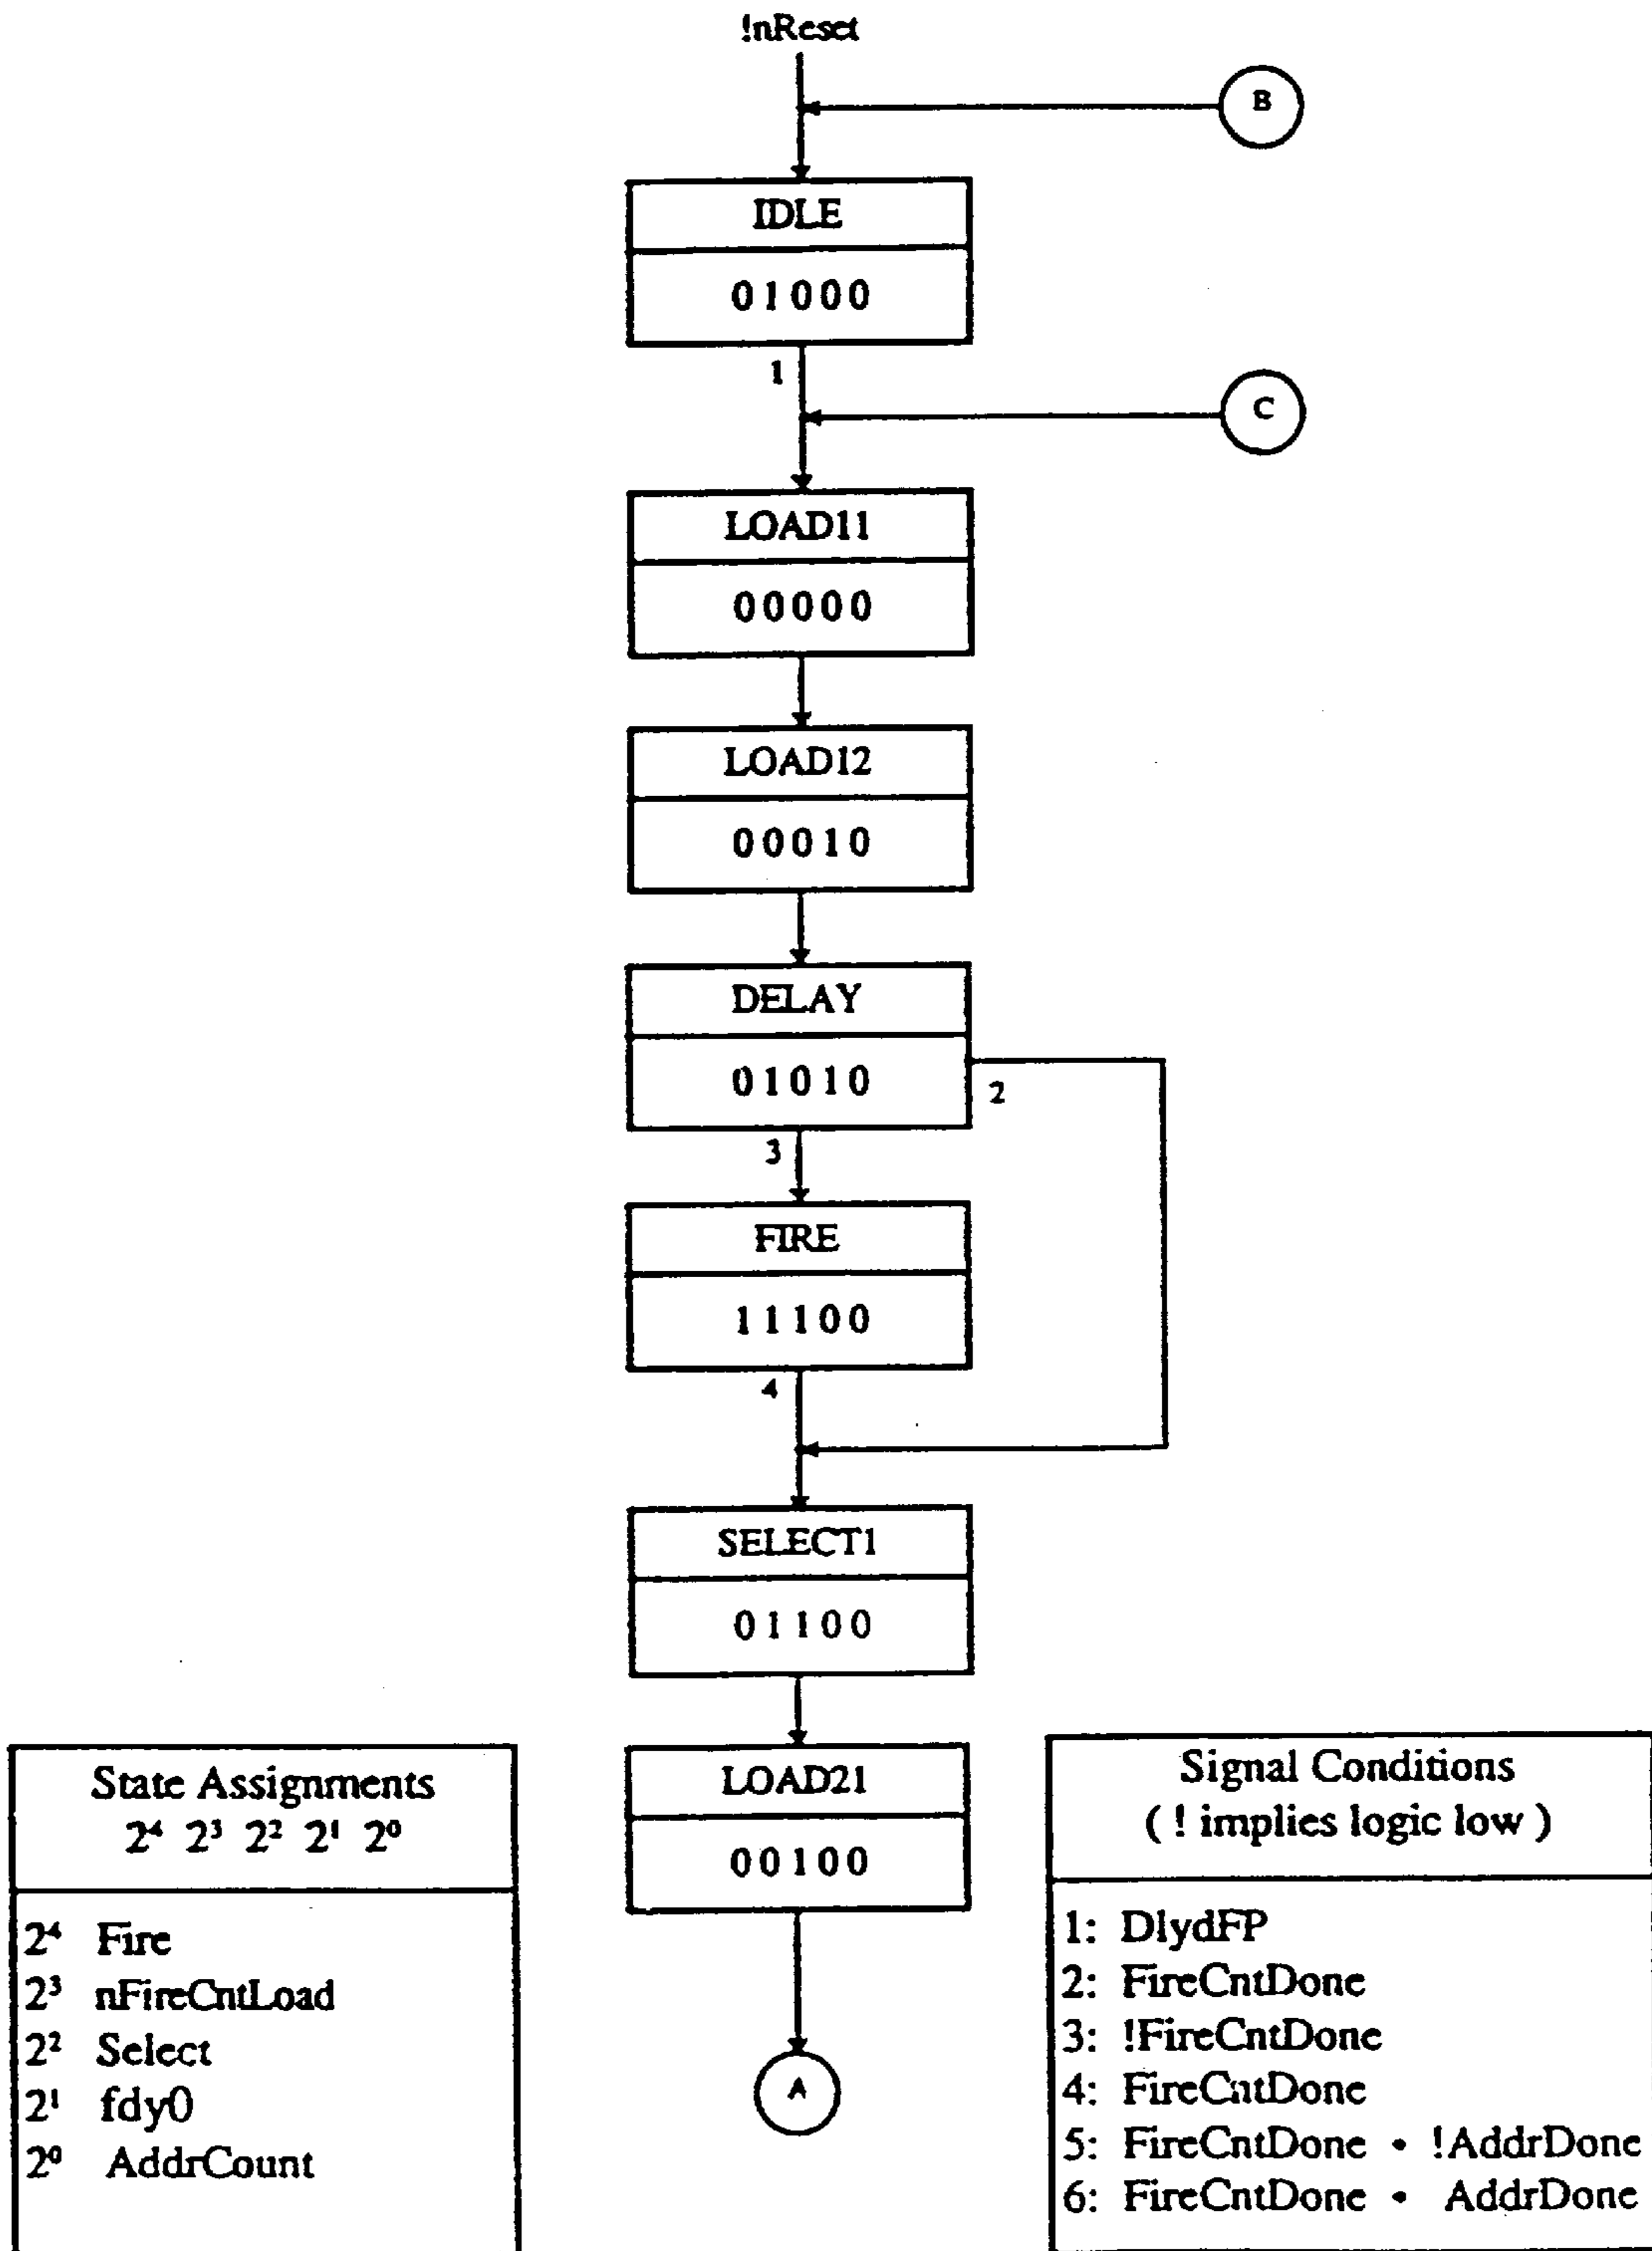 !nReset
B
IDLE
01000
1
C
LOAD11
00000
LOAD12
00010
DELAY
01010
2
3
FIRE
11100
4
SELECT1
01100
LOAD21
00100
A
State Assignments
2⁴ 2³ 2² 2¹ 2⁰
2⁴ Fire
2³ nFireCntLoad
2² Select
2¹ fdy0
2⁰ AddrCount
Signal Conditions
( ! implies logic low )
1: DlydFP
2: FireCntDone
3: !FireCntDone
4: FireCntDone
5: FireCntDone • !AddrDone
6: FireCntDone • AddrDone